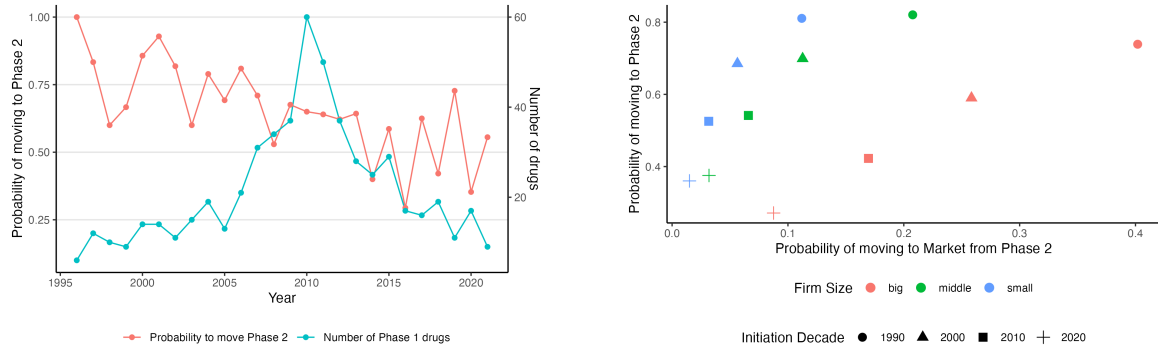 Probability of moving to Phase 2
1.00
0.75
0.50
0.25
60
40
20
Number of drugs
1995
2000
2005
2010
2015
2020
Year
Probability to move Phase 2
Number of Phase 1 drugs
Probability of moving to Phase 2
0.8
0.6
0.4
0.0
0.1
0.2
0.3
0.4
Probability of moving to Market from Phase 2
Firm Size big middle small
Initiation Decade 1990 2000 2010 2020